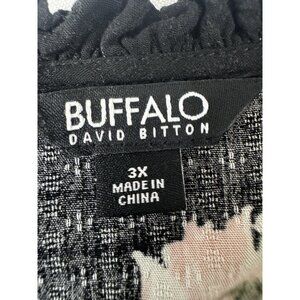 BUFFALO
DAVID BITTON
3X
MADE IN
CHINA